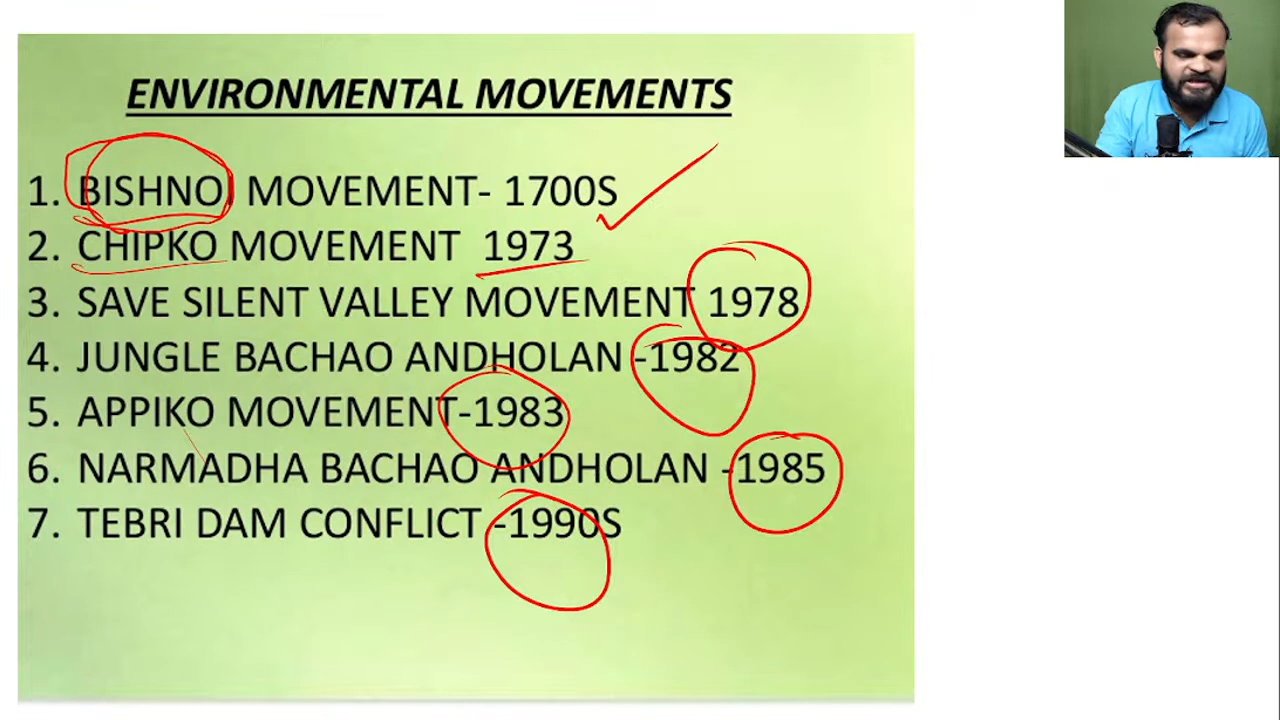 ENVIRONMENTAL MOVEMENTS
1. BISHNOI MOVEMENT- 1700S
2. CHIPKO MOVEMENT 1973
3. SAVE SILENT VALLEY MOVEMENT 1978
4. JUNGLE BACHAO ANDHOLAN -1982
5. APPIKO MOVEMENT-1983
6. NARMADHA BACHAO ANDHOLAN -1985
7. TEBRI DAM CONFLICT -1990S